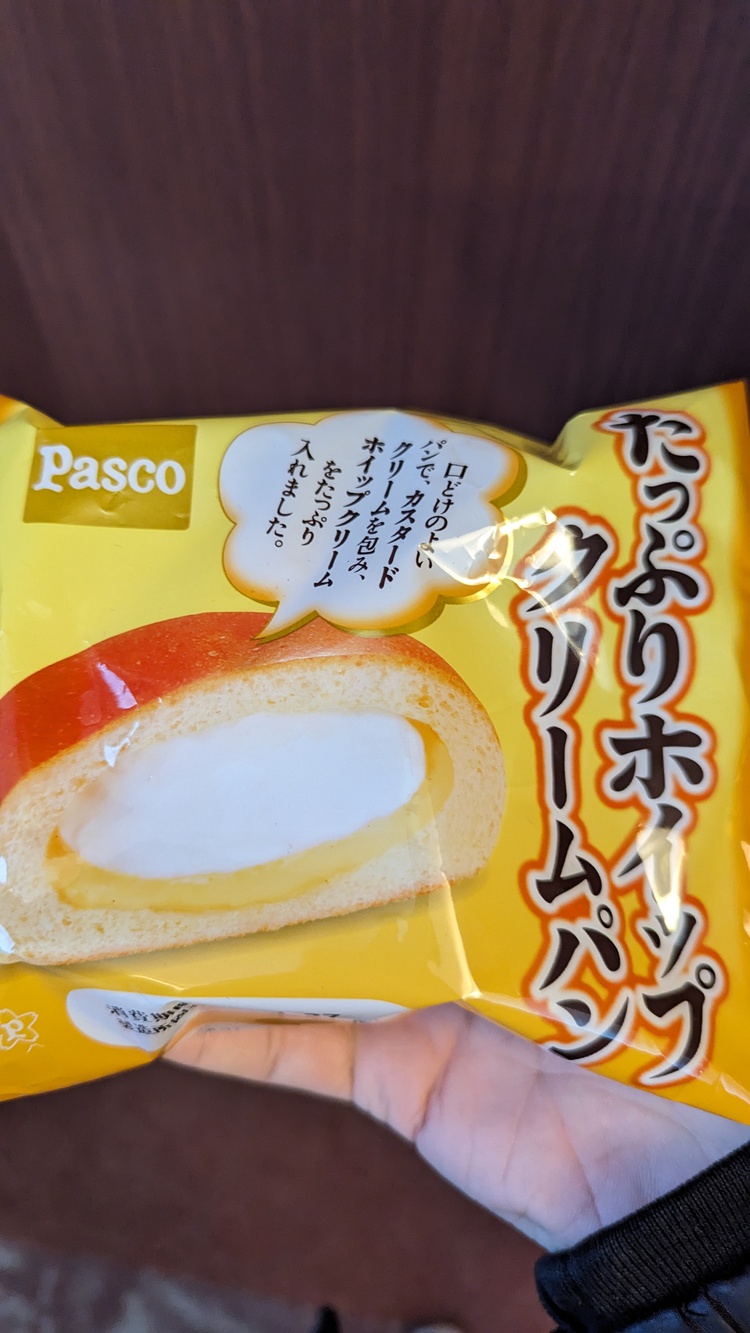 Pasco
口どけのよい
パンで、カスタード
クリームを包み、
ホイップクリーム
をたっぷり
入れました。
たっぷりホイップ
クリームパン